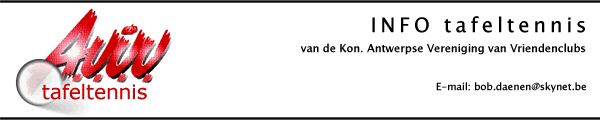 A.v.i.v
tafeltennis
INFO tafeltennis
van de Kon. Antwerpse Vereniging van Vriendenclubs
E-mail: bob.daenen@skynet.be